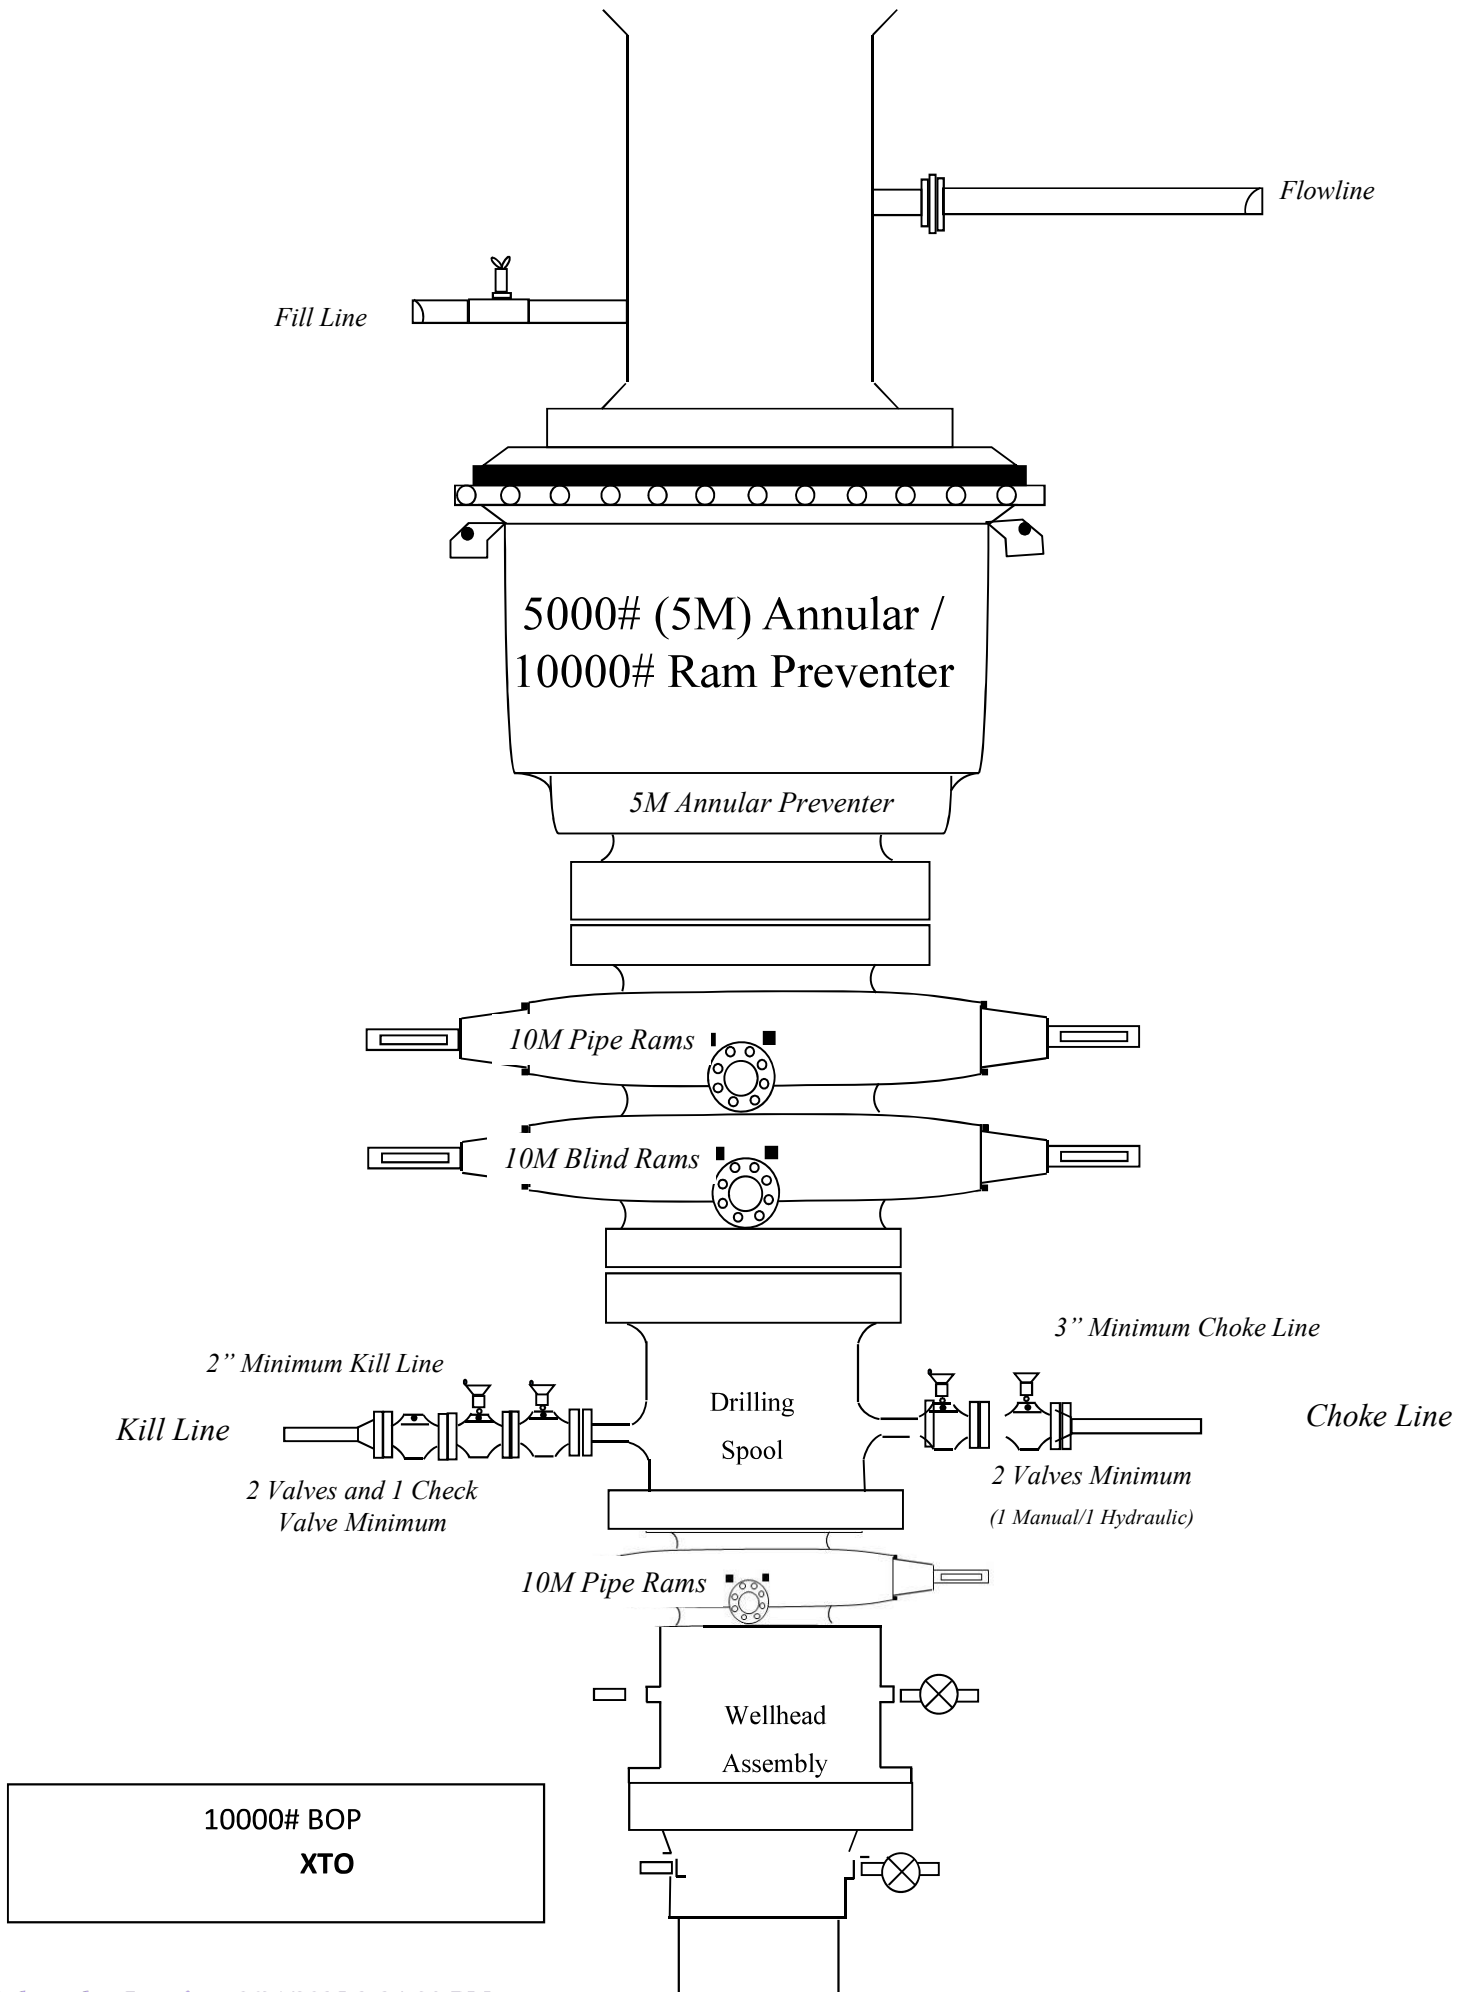 Flowline
Fill Line
5000# (5M) Annular /
10000# Ram Preventer
5M Annular Preventer
10M Pipe Rams
10M Blind Rams
3” Minimum Choke Line
2” Minimum Kill Line
Drilling
Spool
Kill Line
Choke Line
2 Valves and 1 Check
Valve Minimum
2 Valves Minimum
(1 Manual/1 Hydraulic)
10M Pipe Rams
Wellhead
Assembly
10000# BOP
XTO